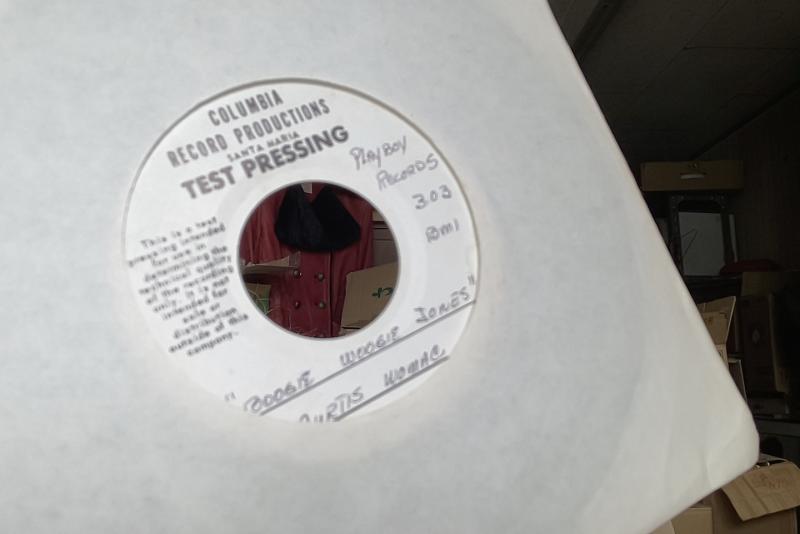 COLUMBIA
RECORD PRODUCTIONS
SANTA MARIA
TEST PRESSING
PLAYBOY
RECORDS
3:03
BMI
This is a test
pressing intended
for use in
determining the
technical quality
of the recording
only. It is not
intended for
sale or
distribution
outside of this
company.
"BOOGIE WOOGIE JONES"
CURTIS WOMAC